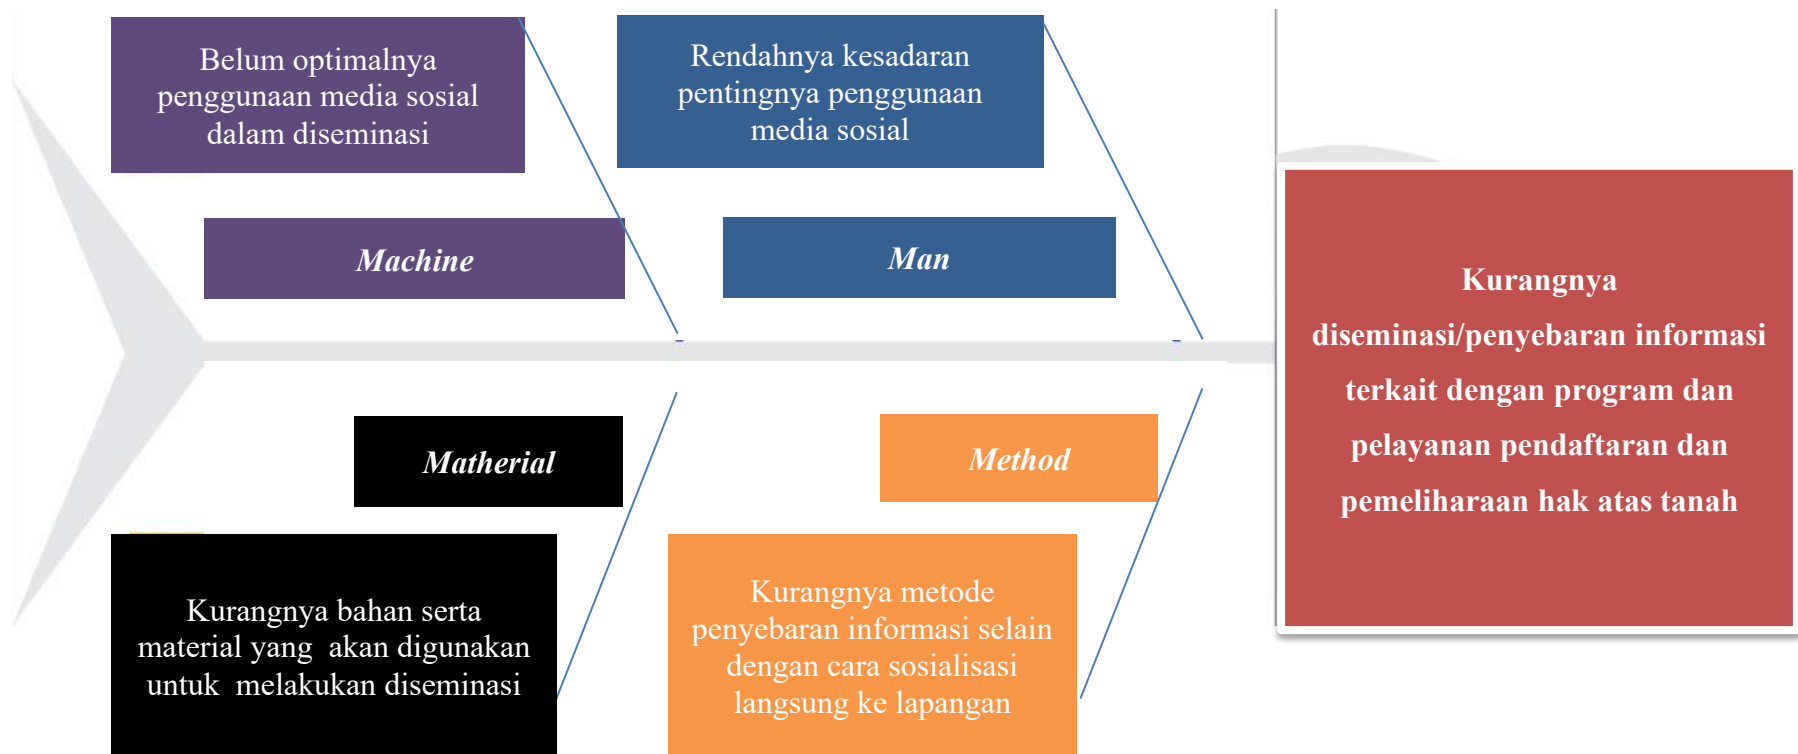 Belum optimalnya
penggunaan media sosial
dalam diseminasi
Rendahnya kesadaran
pentingnya penggunaan
media sosial
Machine
Man
Kurangnya
diseminasi/penyebaran informasi
terkait dengan program dan
pelayanan pendaftaran dan
pemeliharaan hak atas tanah
Matherial
Method
Kurangnya bahan serta
material yang  akan digunakan
untuk  melakukan diseminasi
Kurangnya metode
penyebaran informasi selain
dengan cara sosialisasi
langsung ke lapangan